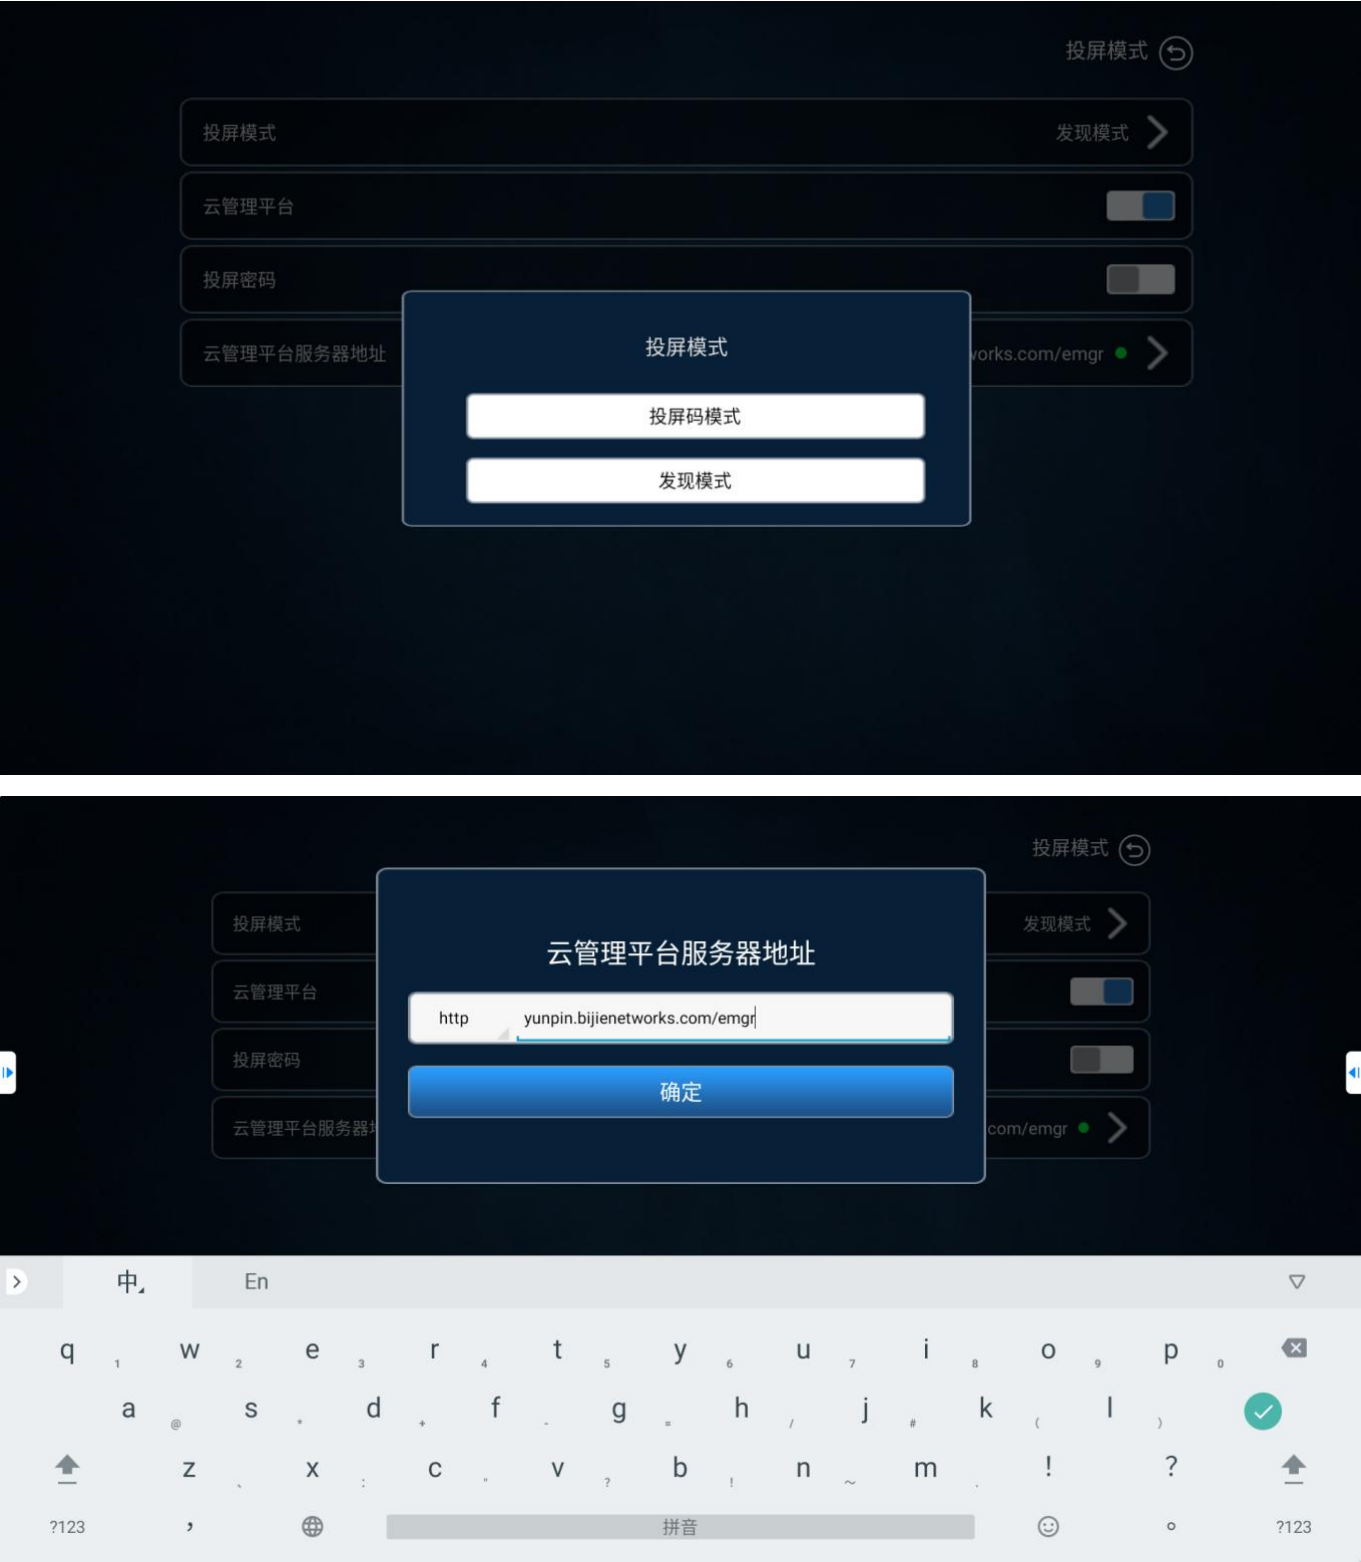 投屏模式
投屏模式 发现模式
云管理平台
投屏密码
云管理平台服务器地址 works.com/emgr
投屏模式
投屏码模式
发现模式
投屏模式
投屏模式 发现模式
云管理平台
投屏密码
云管理平台服务器 com/emgr
云管理平台服务器地址
http yunpin.bijienetworks.com/emgr
确定
中 En
q 1 w 2 e 3 r 4 t 5 y 6 u 7 i 8 o 9 p 0
a @ s * d + f - g = h / j # k ( l )
z 、 x : c " v ? b ! n ~ m . ! ?
?123 , 拼音 。 ?123